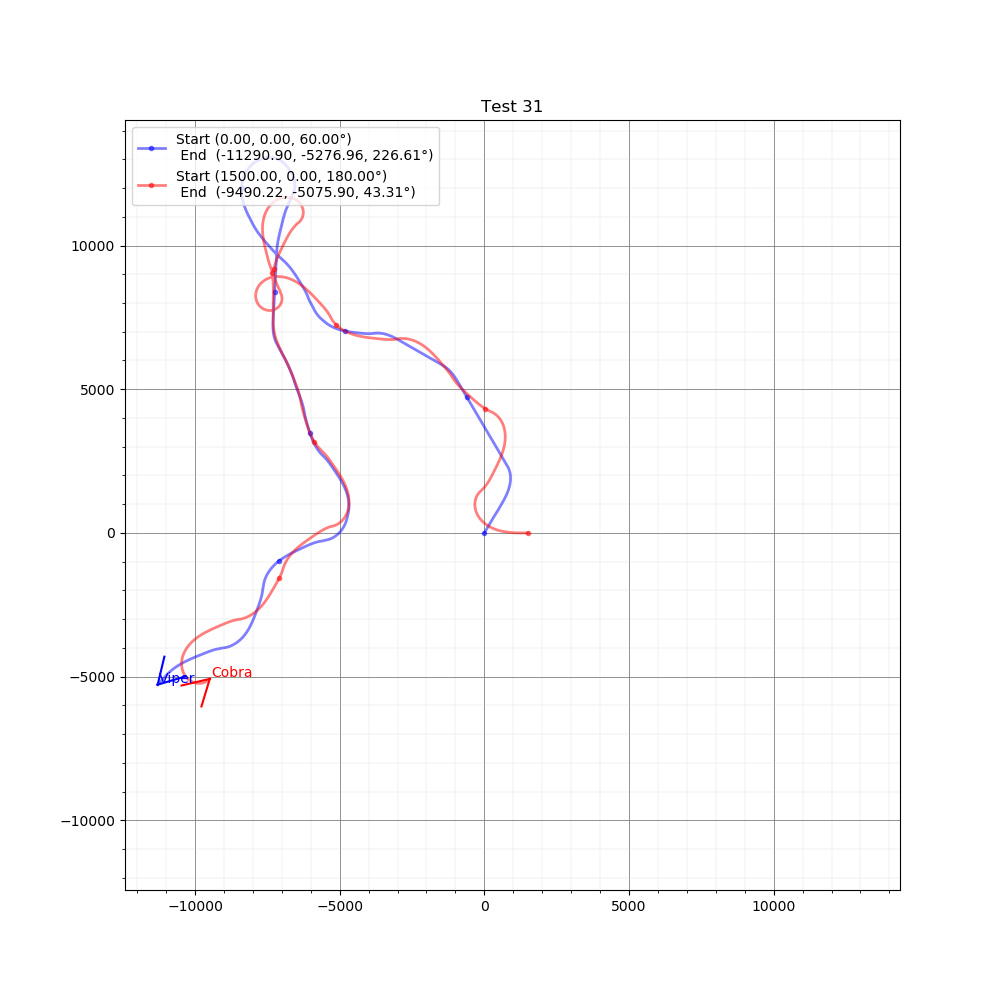 Test 31
Start (0.00, 0.00, 60.00°)
End (-11290.90, -5276.96, 226.61°)
Start (1500.00, 0.00, 180.00°)
End (-9490.22, -5075.90, 43.31°)
10000
5000
0
−5000
−10000
Viper
Cobra
−10000
−5000
0
5000
10000